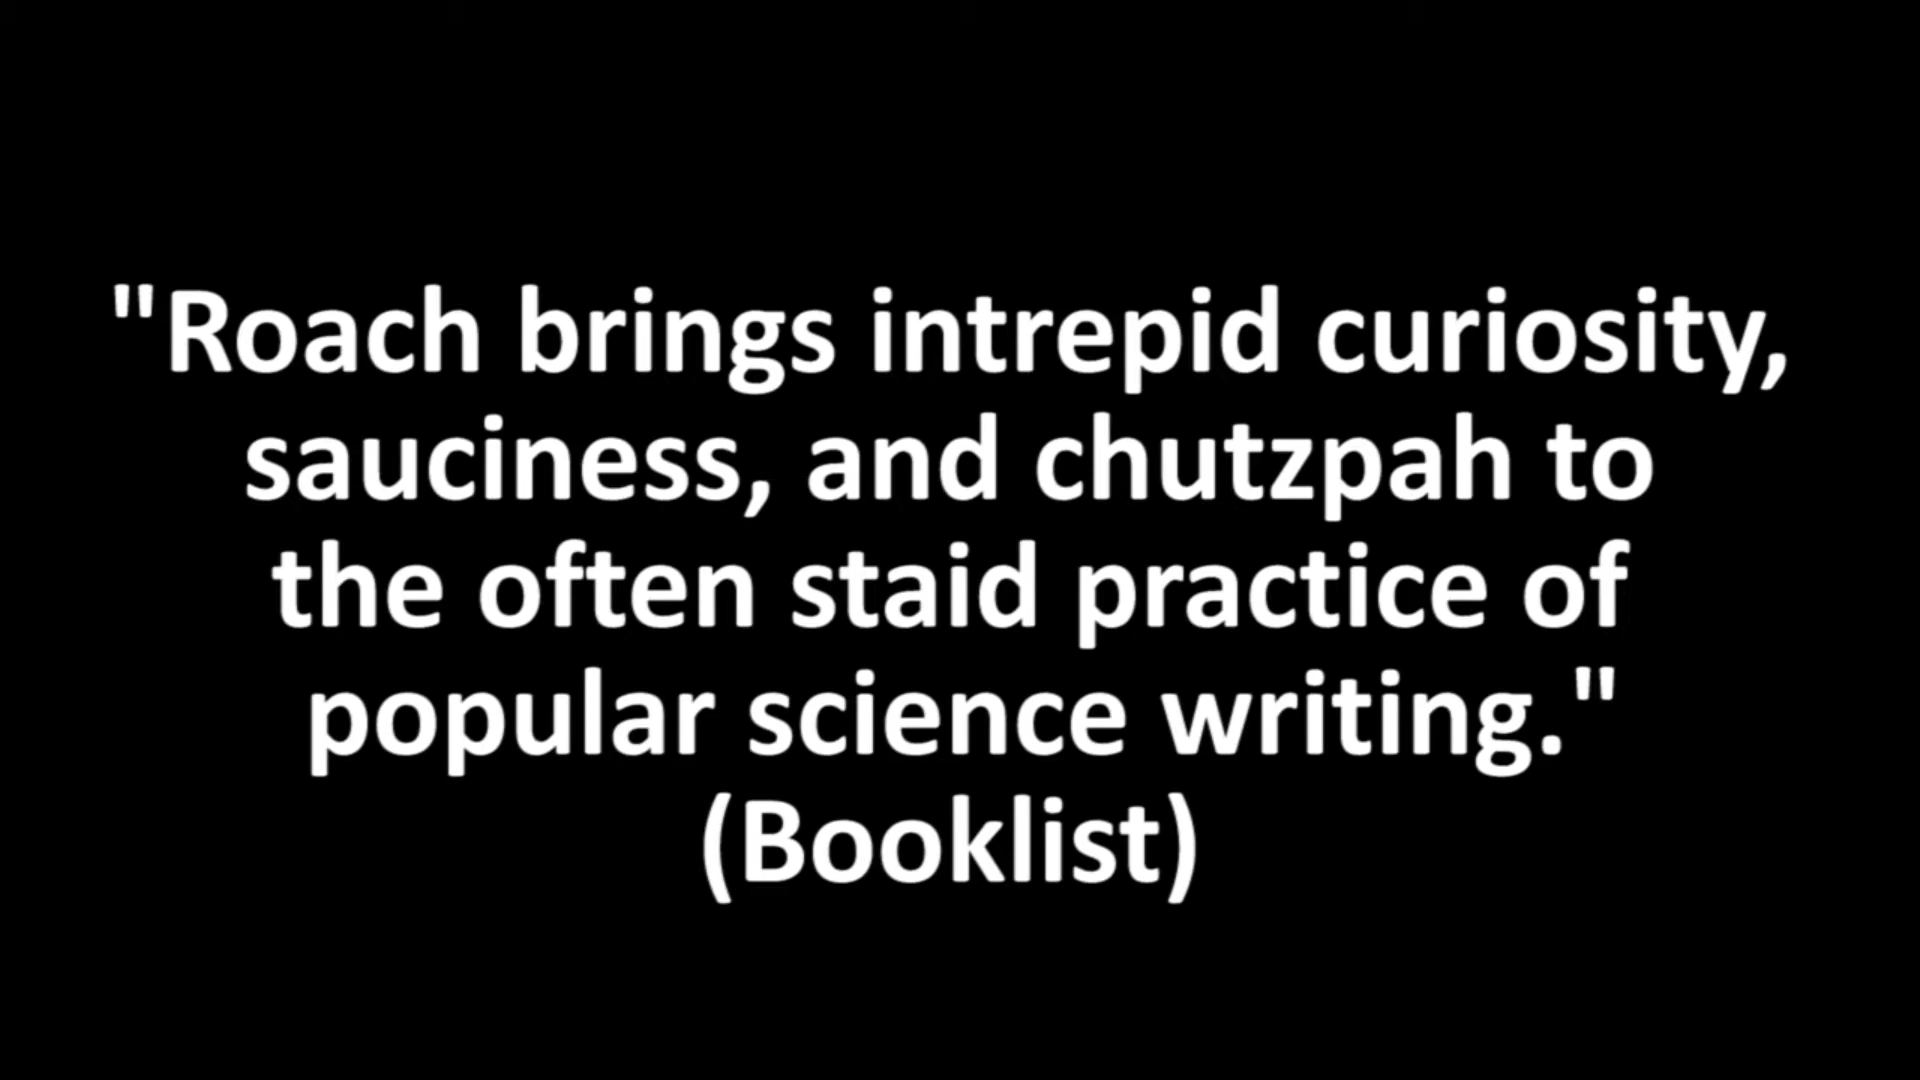 "Roach brings intrepid curiosity,
sauciness, and chutzpah to
the often staid practice of
popular science writing."
(Booklist)